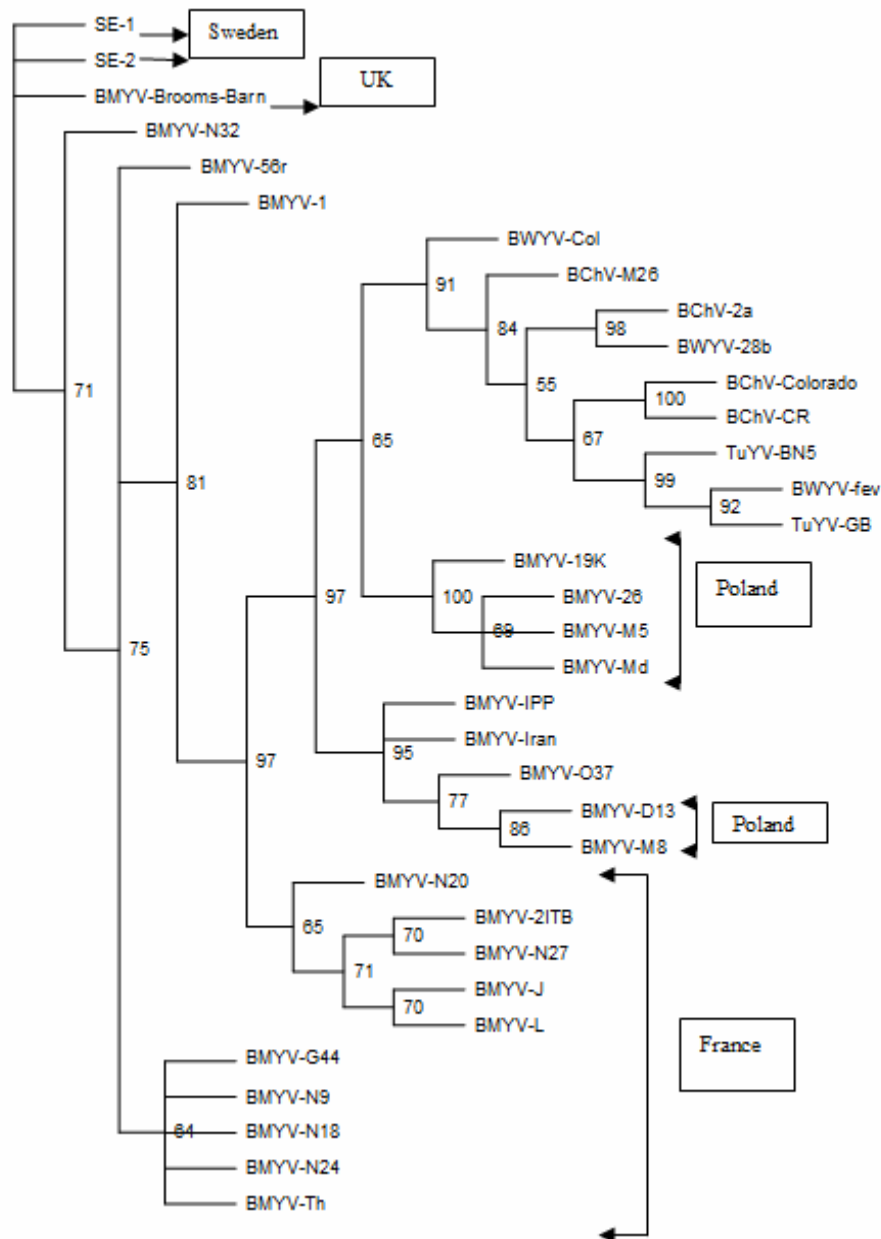 SE-1
Sweden
SE-2
UK
BMYV-Brooms-Barn
BMYV-N32
BMYV-56r
BMYV-1
BWYV-Col
BChV-M26
91
BChV-2a
84
98
BWYV-28b
BChV-Colorado
55
100
71
BChV-CR
65
67
TuYV-BN5
81
99
BWYV-fev
92
TuYV-GB
BMYV-19K
Poland
97
100
BMYV-26
69
BMYV-M5
75
BMYV-Md
BMYV-IPP
BMYV-Iran
97
95
BMYV-O37
77
BMYV-D13
Poland
86
BMYV-M8
BMYV-N20
BMYV-2ITB
65
70
BMYV-N27
71
BMYV-J
70
BMYV-L
France
BMYV-G44
BMYV-N9
64
BMYV-N18
BMYV-N24
BMYV-Th